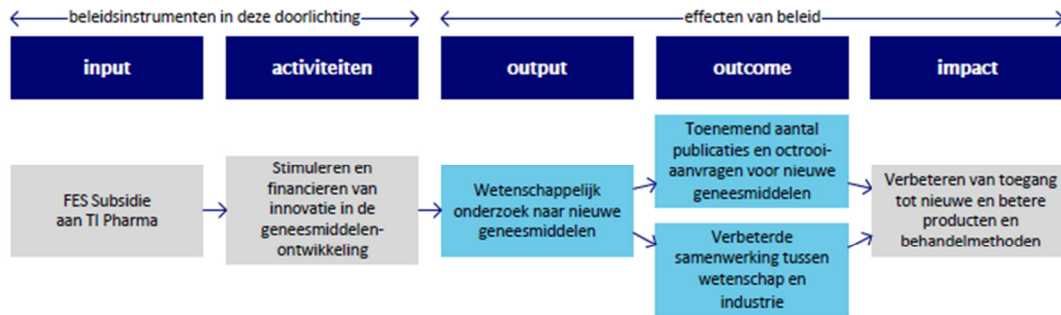 beleidsinstrumenten in deze doorlichting
effecten van beleid
input
activiteiten
output
outcome
impact
FES Subsidie
aan TI Pharma
Stimuleren en
financieren van
innovatie in de
geneesmiddelen-
ontwikkeling
Wetenschappelijk
onderzoek naar nieuwe
geneesmiddelen
Toenemend aantal
publicaties en octrooi-
aanvragen voor nieuwe
geneesmiddelen
Verbeterde
samenwerking tussen
wetenschap en
industrie
Verbeteren van toegang
tot nieuwe en betere
producten en
behandelmethoden